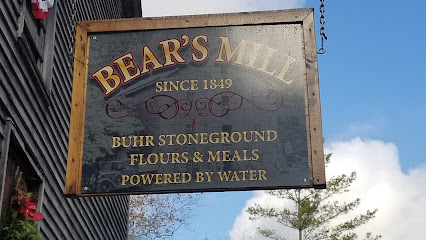 BEAR'S MILL
SINCE 1849
BUHR STONEGROUND
FLOURS & MEALS
POWERED BY WATER